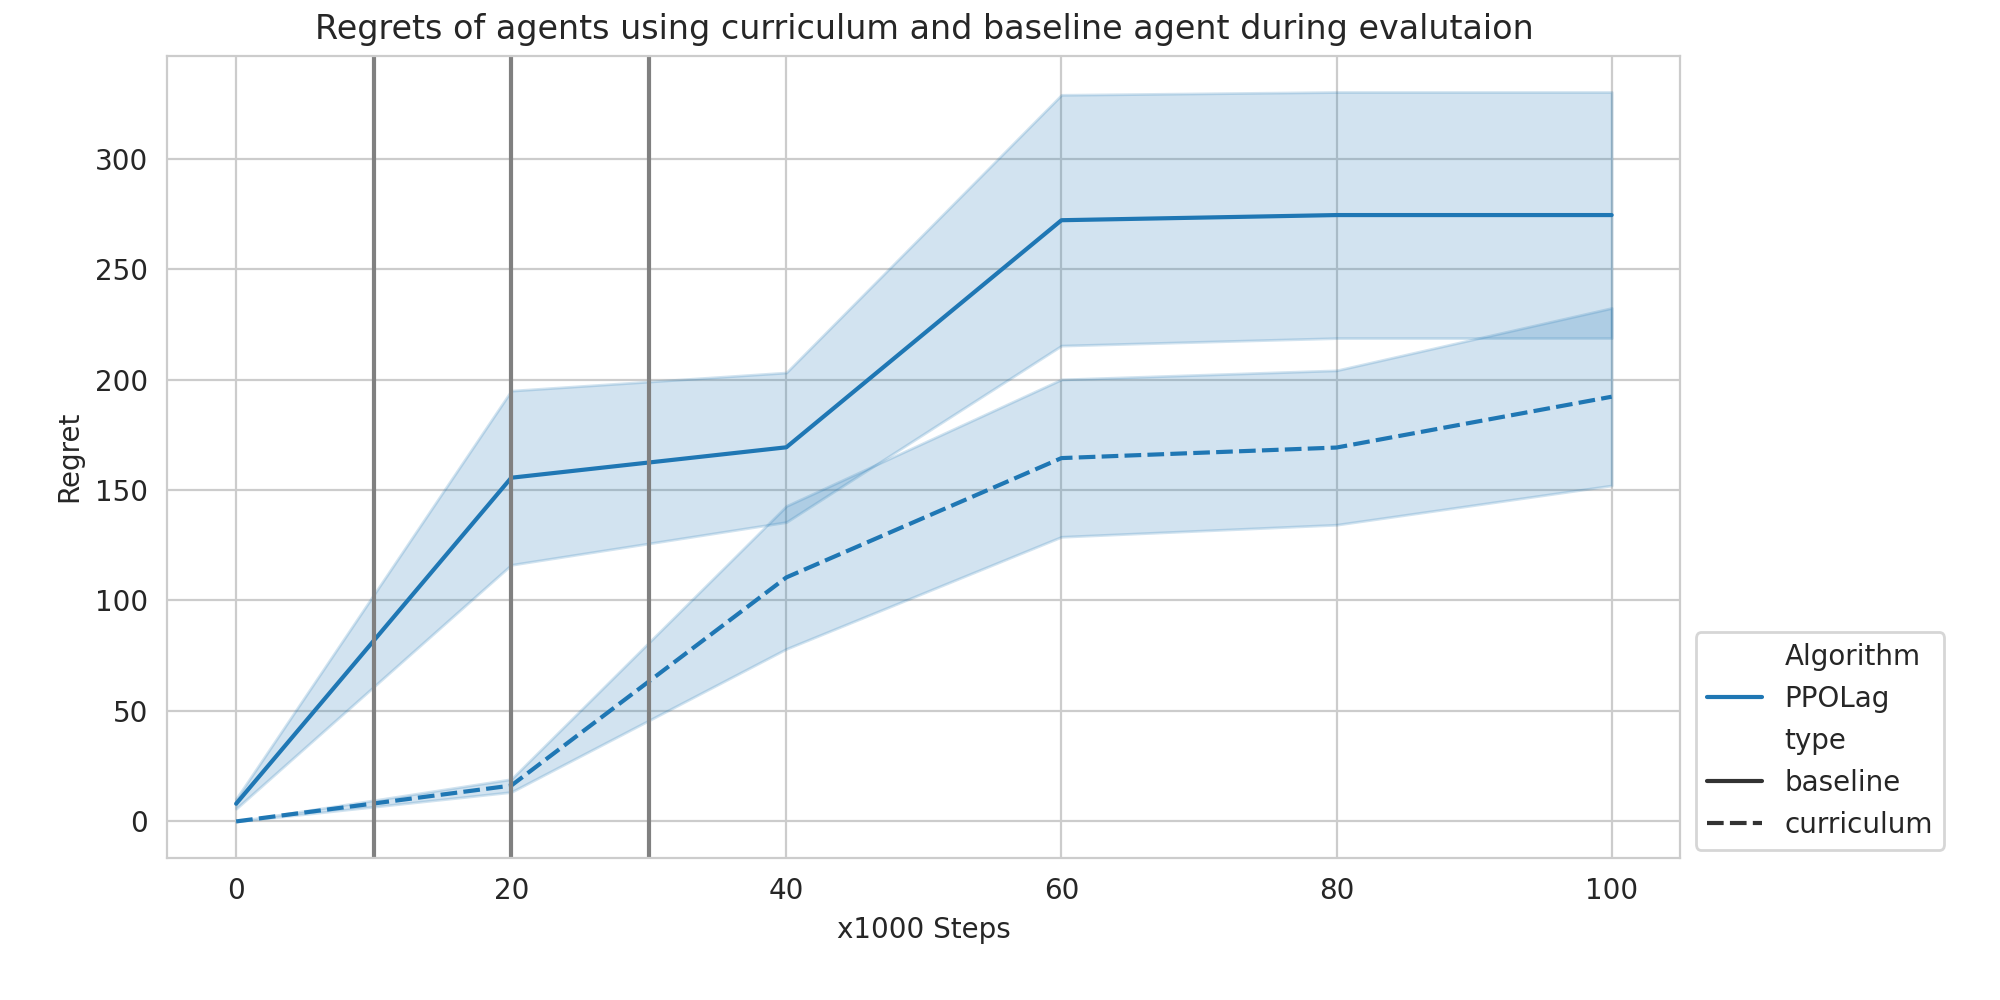 Regrets of agents using curriculum and baseline agent during evalutaion
300
250
200
150
100
50
0
Regret
0 20 40 60 80 100
x1000 Steps
Algorithm
PPOLag
type
baseline
curriculum